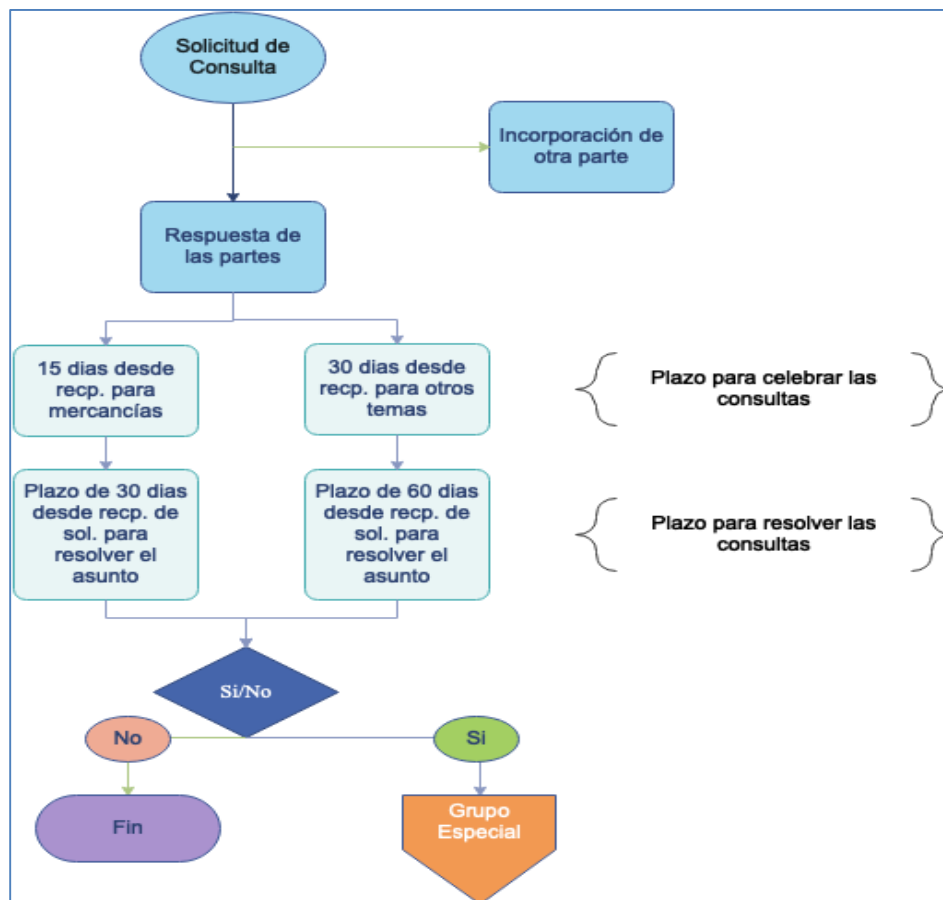 Solicitud de
Consulta
Incorporación de
otra parte
Respuesta de
las partes
15 dias desde
recp. para
mercancías
30 dias desde
recp. para otros
temas
Plazo para celebrar las
consultas
Plazo de 30 dias
desde recp. de
sol. para
resolver el
asunto
Plazo de 60 dias
desde recp. de
sol. para
resolver el
asunto
Plazo para resolver las
consultas
Si/No
No
Si
Fin
Grupo
Especial